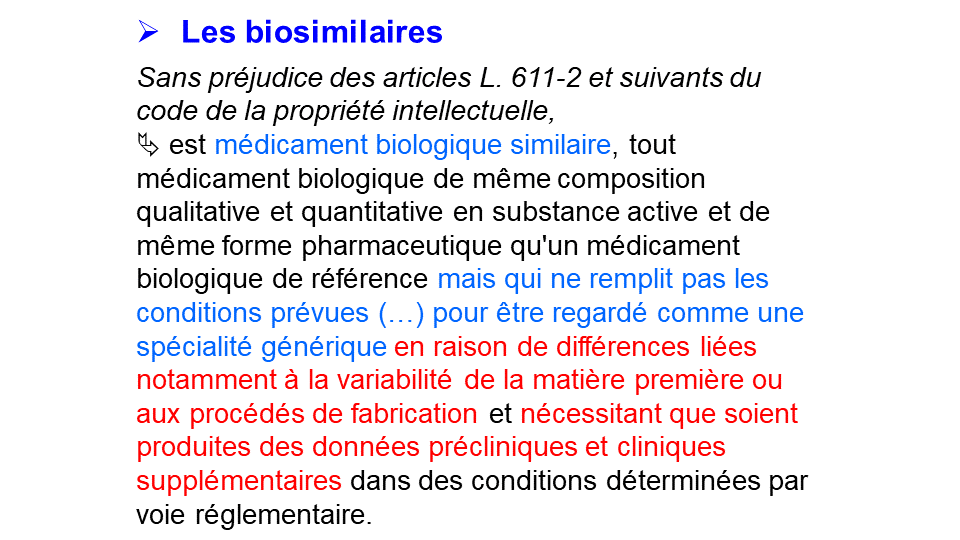 ➢ Les biosimilaires
Sans préjudice des articles L. 611-2 et suivants du
code de la propriété intellectuelle,
⮱ est médicament biologique similaire, tout
médicament biologique de même composition
qualitative et quantitative en substance active et de
même forme pharmaceutique qu'un médicament
biologique de référence mais qui ne remplit pas les
conditions prévues (…) pour être regardé comme une
spécialité générique en raison de différences liées
notamment à la variabilité de la matière première ou
aux procédés de fabrication et nécessitant que soient
produites des données précliniques et cliniques
supplémentaires dans des conditions déterminées par
voie réglementaire.